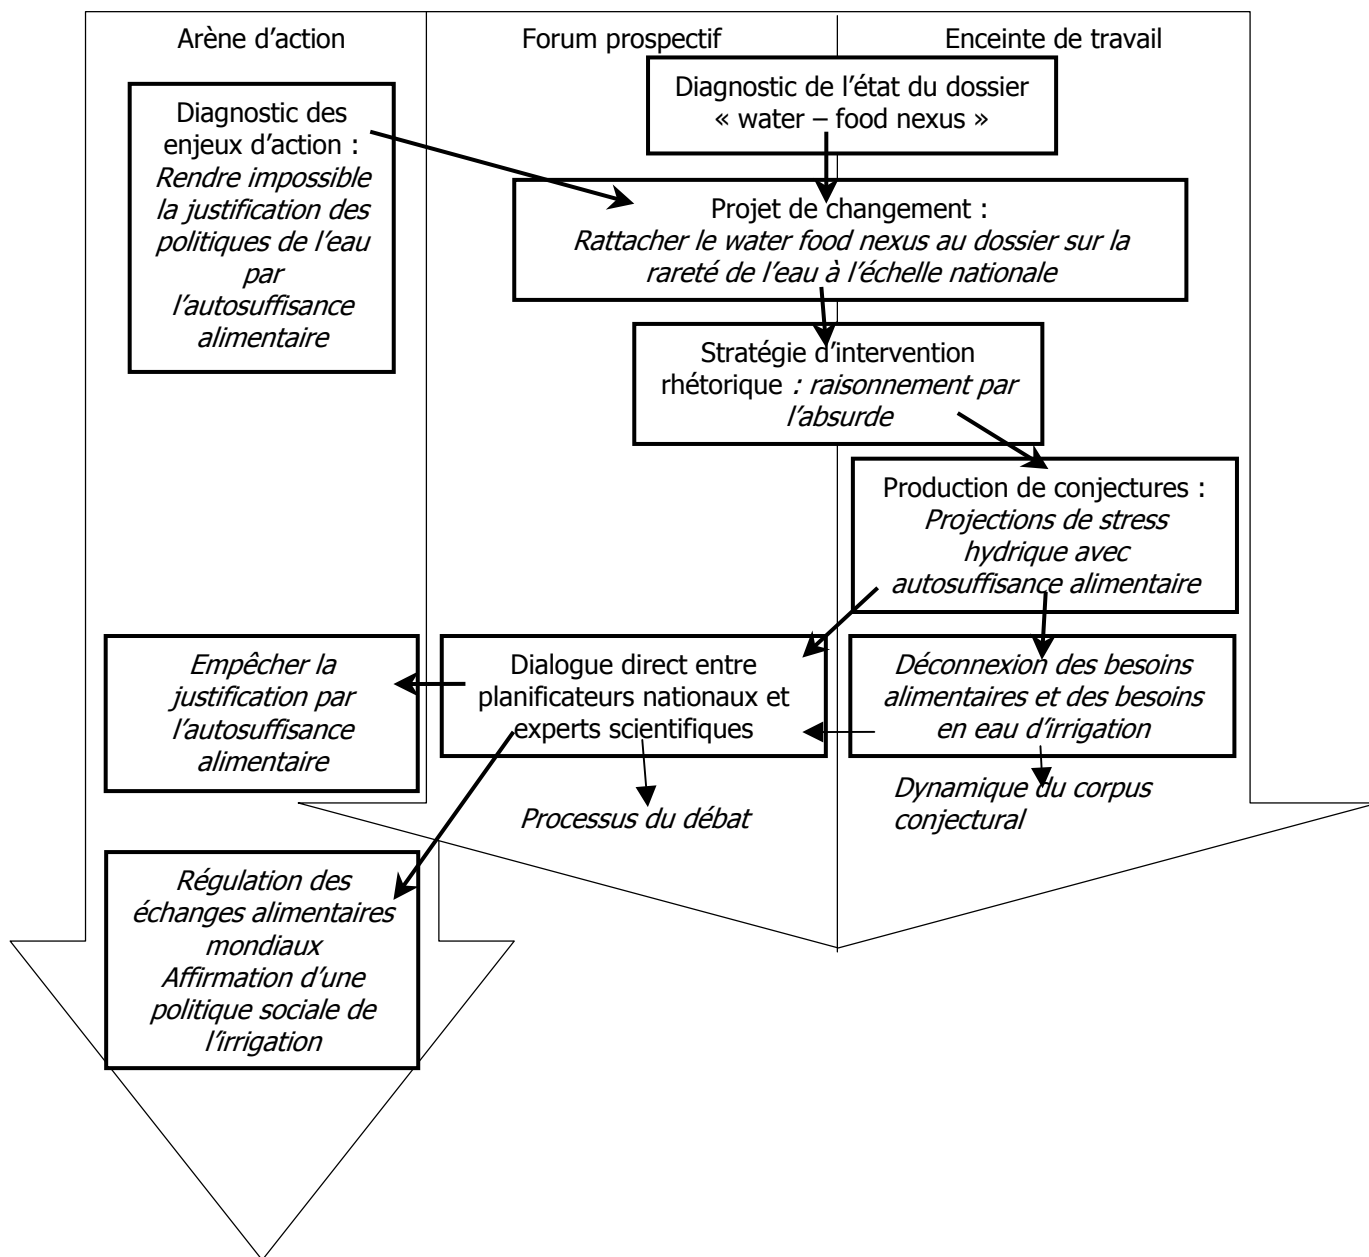 Arène d’action
Forum prospectif
Enceinte de travail
Diagnostic de l’état du dossier
« water – food nexus »
Diagnostic des
enjeux d’action :
Rendre impossible
la justification des
politiques de l’eau
par
l’autosuffisance
alimentaire
Projet de changement :
Rattacher le water food nexus au dossier sur la
rareté de l’eau à l’échelle nationale
Stratégie d’intervention
rhétorique : raisonnement par
l’absurde
Production de conjectures :
Projections de stress
hydrique avec
autosuffisance alimentaire
Empêcher la
justification par
l’autosuffisance
alimentaire
Dialogue direct entre
planificateurs nationaux et
experts scientifiques
Déconnexion des besoins
alimentaires et des besoins
en eau d’irrigation
Processus du débat
Dynamique du corpus
conjectural
Régulation des
échanges alimentaires
mondiaux
Affirmation d’une
politique sociale de
l’irrigation